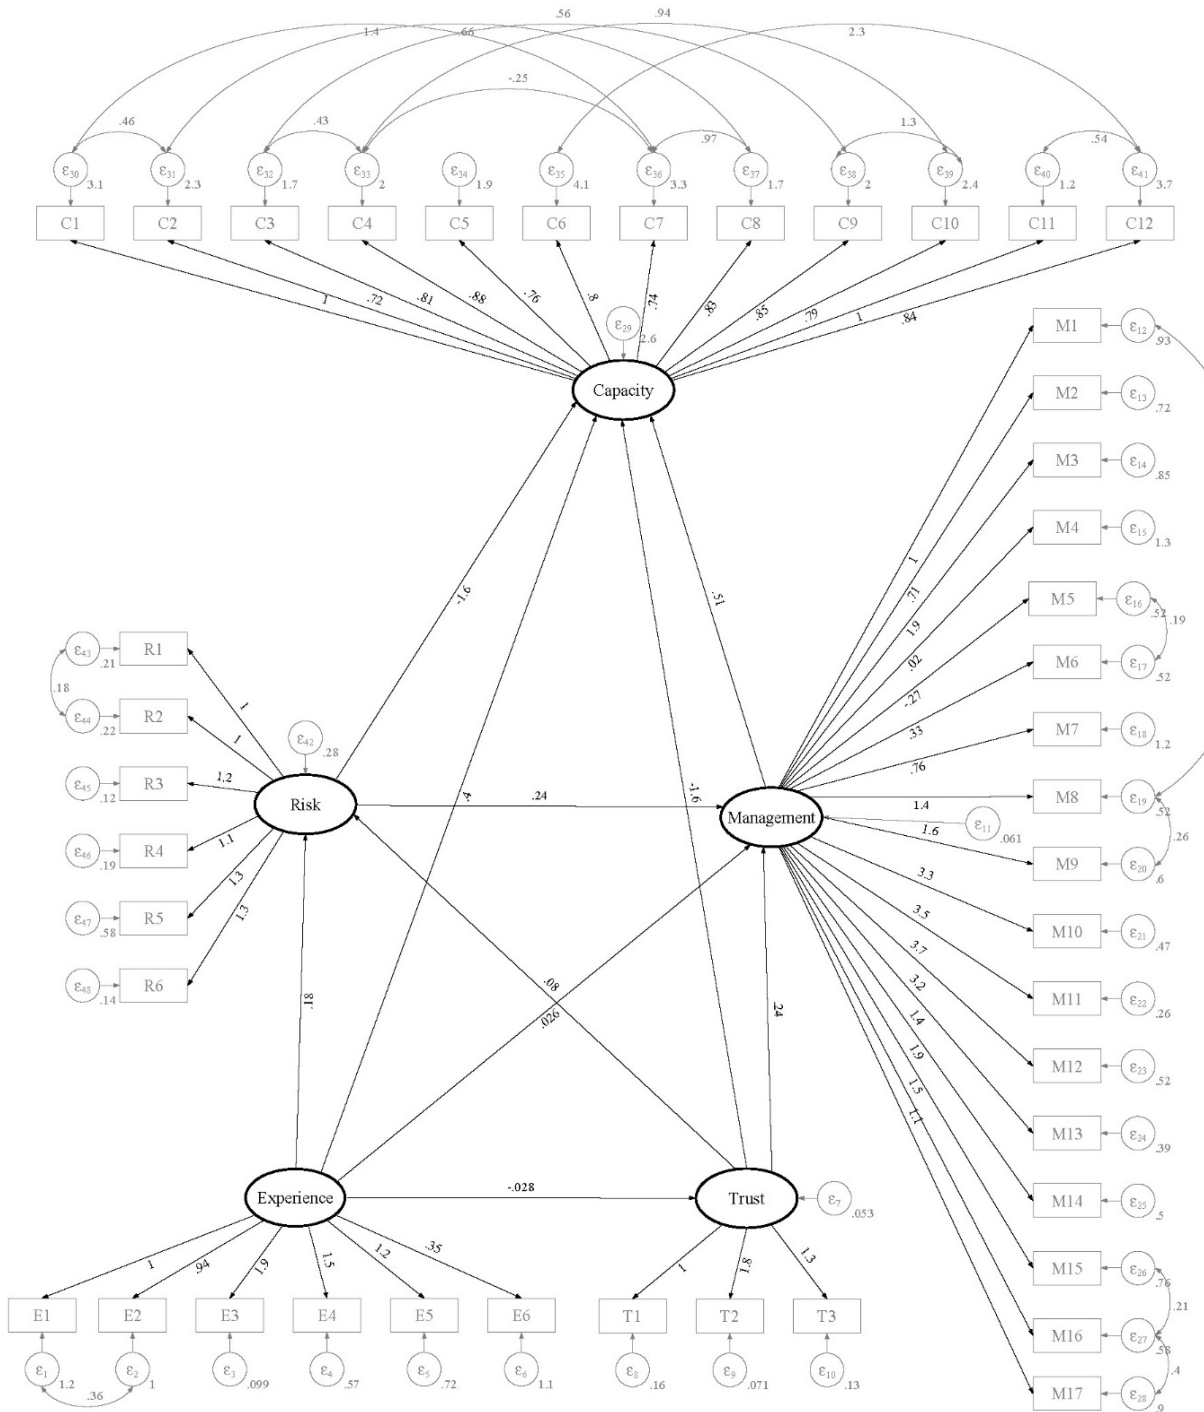 1.4 .66 .56 .94 2.3
-.25
.46 .43 .97 1.3 .54
ε30 ε31 ε32 ε33 ε34 ε35 ε36 ε37 ε38 ε39 ε40 ε41
3.1 2.3 1.7 2 1.9 4.1 3.3 1.7 2 2.4 1.2 3.7
C1 C2 C3 C4 C5 C6 C7 C8 C9 C10 C11 C12
1 .72 .81 .88 .76 .8 .74 .83 .85 .79 1 .84
ε29 2.6
Capacity
M1 ε12 .93
M2 ε13 .72
M3 ε14 .85
M4 ε15 1.3
M5 ε16 .52 .19
M6 ε17 .52
M7 ε18 1.2
M8 ε19 .52
.26
M9 ε20 .6
M10 ε21 .47
M11 ε22 .26
M12 ε23 .52
M13 ε24 .39
M14 ε25 .5
M15 ε26 .76
.21
M16 ε27 .58
.4
M17 ε28 .9
1
.71
1.9
.02
-.27
.33
.76
1.4
1.6
3.3
3.5
3.7
3.2
1.4
1.9
1.5
1.1
-1.6
.51
.4
-1.6
ε43 .21 R1
.18
ε44 .22 R2
ε45 .12 R3
ε46 .19 R4
ε47 .58 R5
ε48 .14 R6
1
1
1.2
1.1
1.3
1.3
ε42 .28
Risk
.24
Management
ε11 .061
.08
.026
.18
.24
Experience
-.028
Trust
ε7 .053
1 .94 1.9 1.5 1.2 .35
1 1.8 1.3
E1 E2 E3 E4 E5 E6
T1 T2 T3
ε1 1.2 ε2 1 ε3 .099 ε4 .57 ε5 .72 ε6 1.1
ε8 .16 ε9 .071 ε10 .13
.36